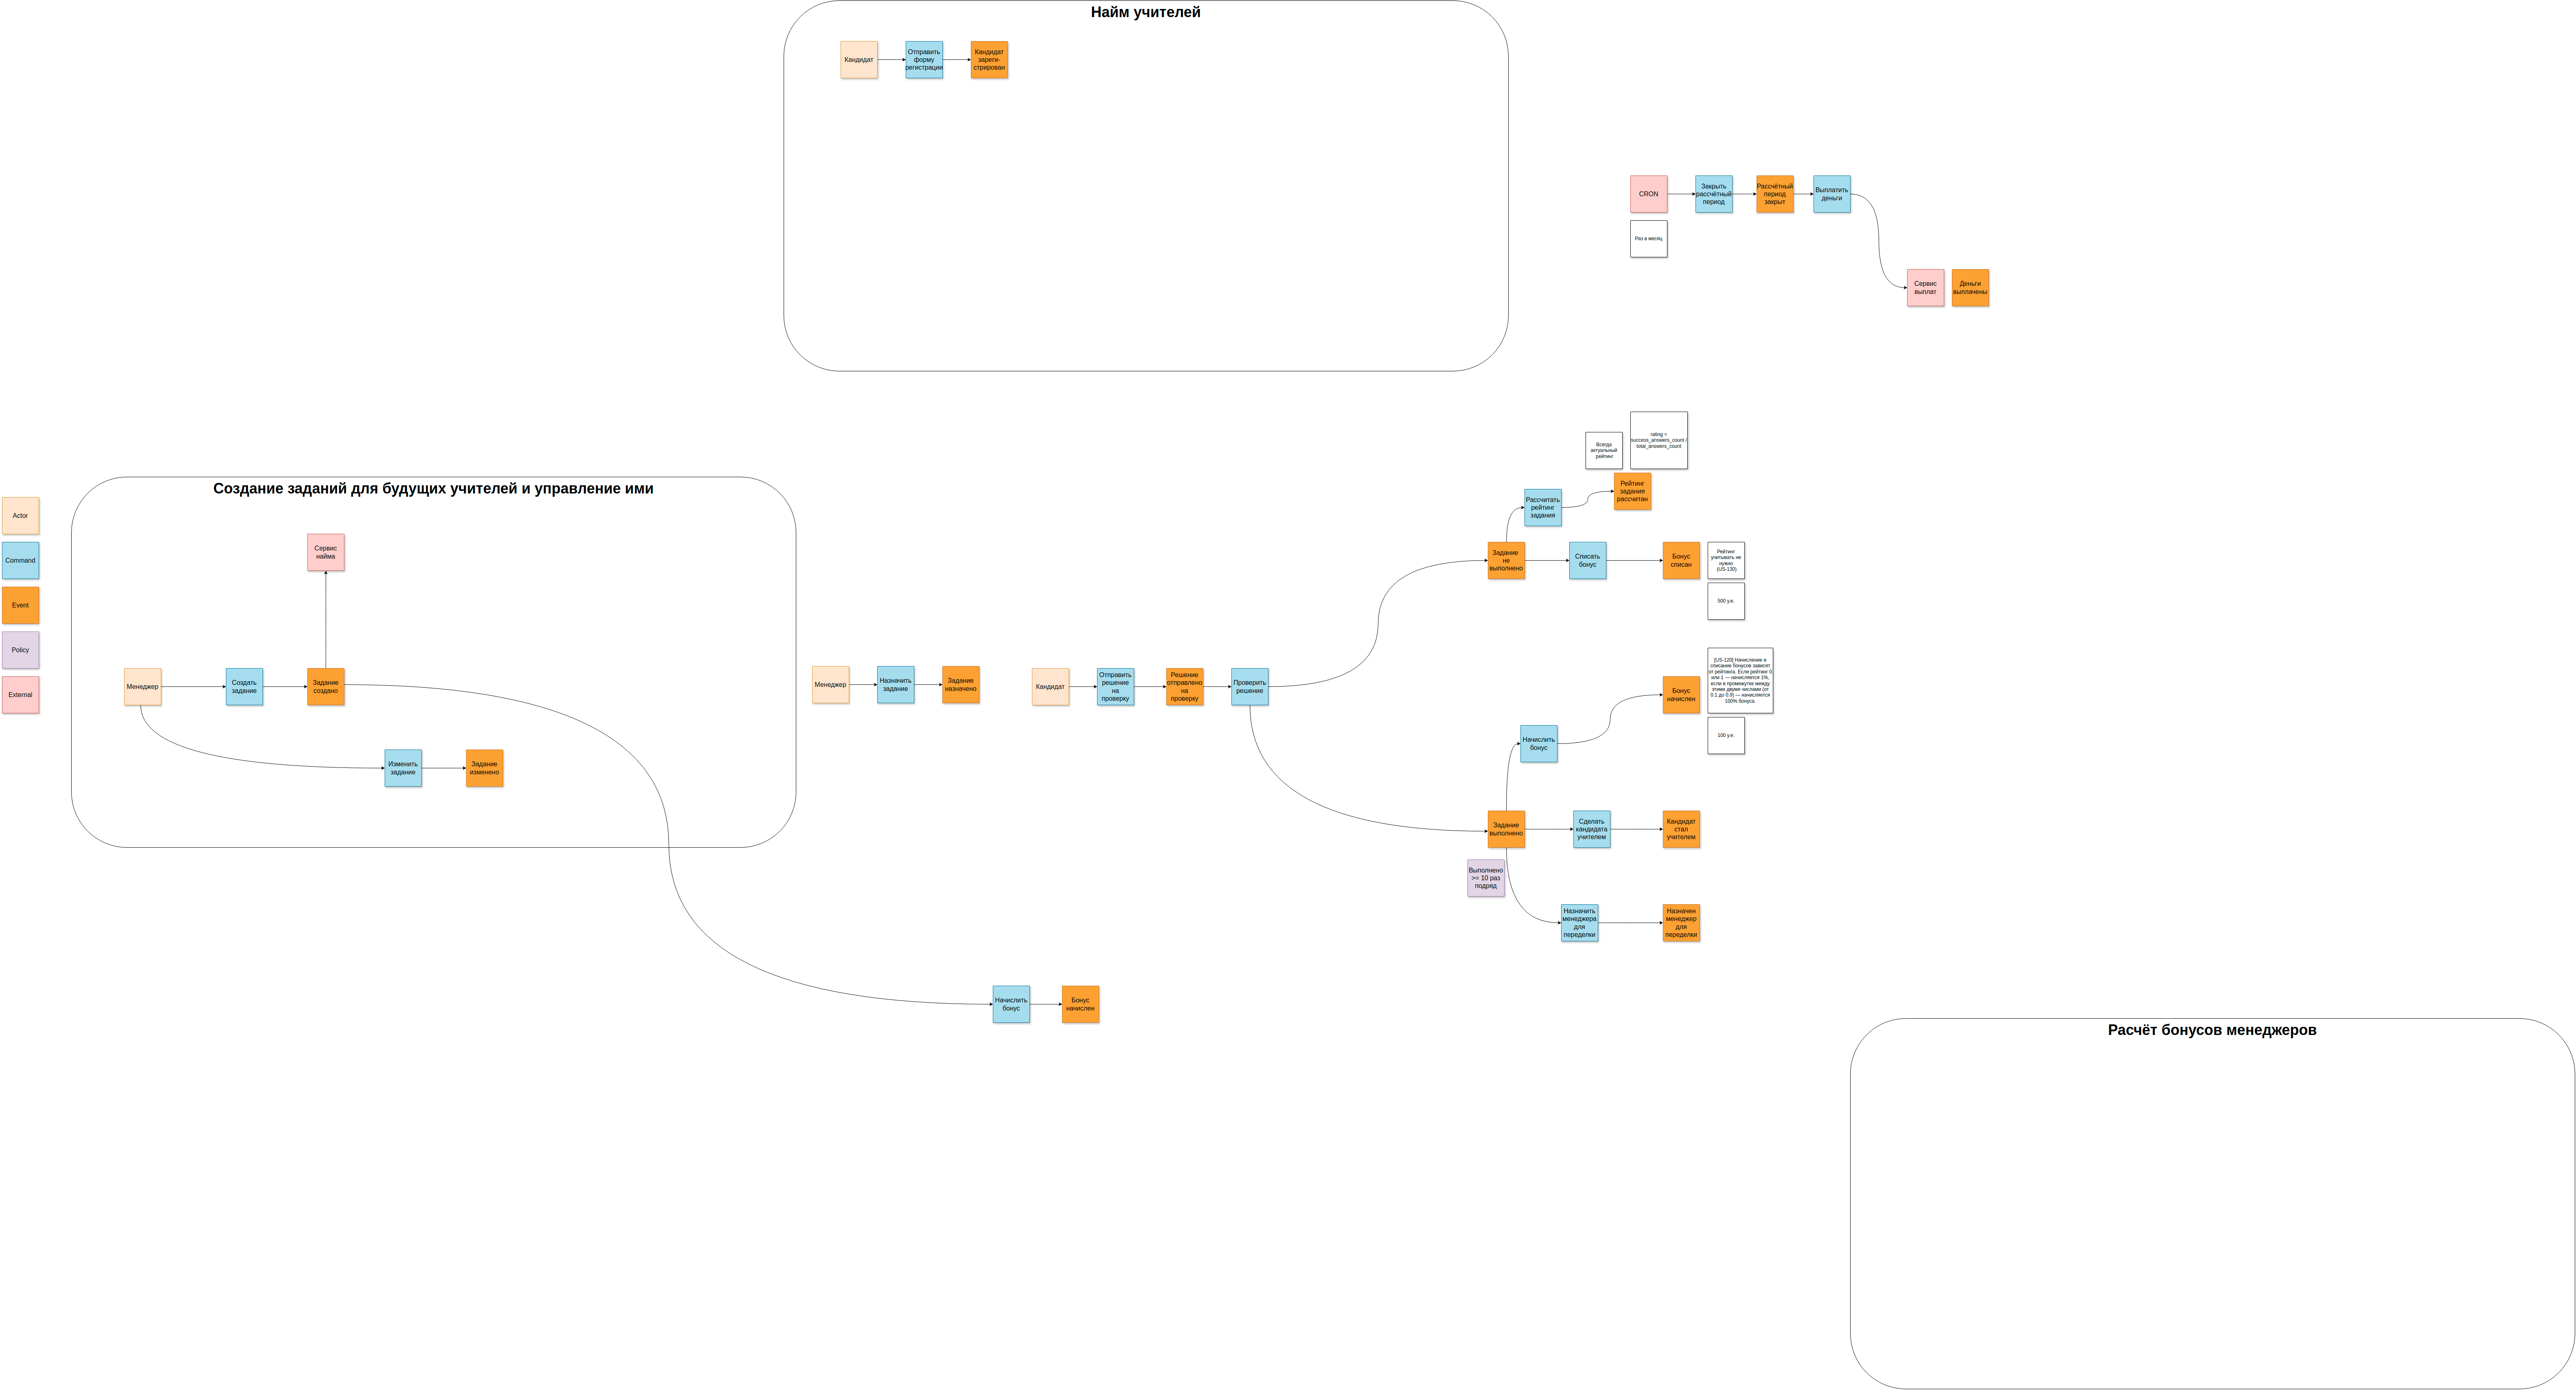 Найм учителей
Кандидат
Отправить
форму
регистрации
Кандидат
зареги-
стрирован
CRON
Закрыть
рассчётный
период
Рассчётный
период
закрыт
Выплатить
деньги
Раз в месяц
Сервис
выплат
Деньги
выплачены
Всегда
актуальный
рейтинг
rating =
success_answers_count /
total_answers_count
Рассчитать
рейтинг
задания
Рейтинг
задания
рассчитан
Создание заданий для будущих учителей и управление ими
Actor
Command
Event
Policy
External
Сервис
найма
Менеджер
Создать
задание
Задание
создано
Изменить
задание
Задание
изменено
Менеджер
Назначить
задание
Задание
назначено
Кандидат
Отправить
решение
на
проверку
Решение
отправлено
на
проверку
Проверить
решение
Задание
не
выполнено
Списать
бонус
Бонус
списан
Рейтинг
учитывать не
нужно
(US-130)
500 у.е.
Начислить
бонус
Бонус
начислен
[US-120] Начисление и
списание бонусов зависят
от рейтинга. Если рейтинг 0
или 1 — начисляется 1%,
если в промежутке между
этими двумя числами (от
0.1 до 0.9) — начисляется
100% бонуса.
100 у.е.
Задание
выполнено
Сделать
кандидата
учителем
Кандидат
стал
учителем
Выполнено
>= 10 раз
подряд
Назначить
менеджера
для
переделки
Назначен
менеджер
для
переделки
Начислить
бонус
Бонус
начислен
Расчёт бонусов менеджеров